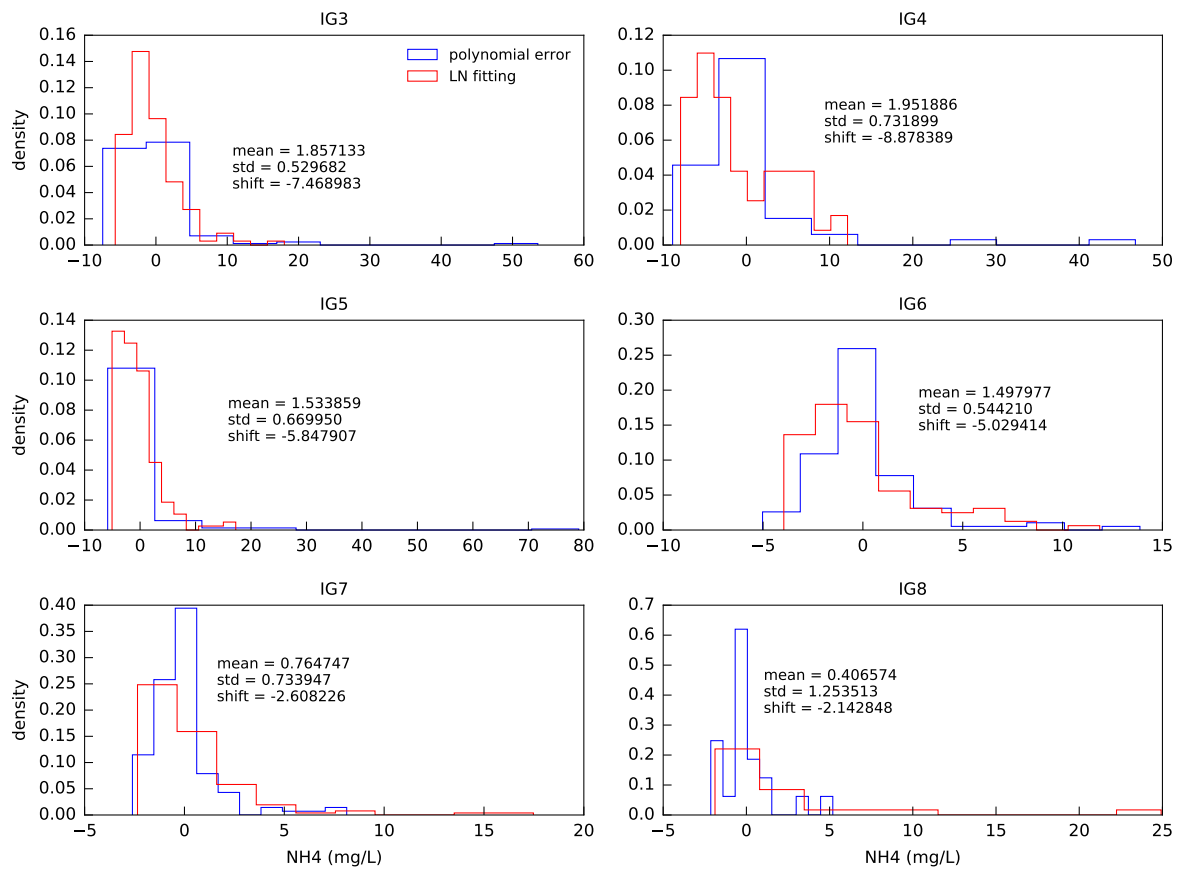 IG3
0.16
0.14
0.12
0.10
0.08
0.06
0.04
0.02
0.00
density
polynomial error
LN fitting
mean = 1.857133
std = 0.529682
shift = -7.468983
−10 0 10 20 30 40 50 60
IG4
0.12
0.10
0.08
0.06
0.04
0.02
0.00
mean = 1.951886
std = 0.731899
shift = -8.878389
−10 0 10 20 30 40 50
IG5
0.14
0.12
0.10
0.08
0.06
0.04
0.02
0.00
density
mean = 1.533859
std = 0.669950
shift = -5.847907
−10 0 10 20 30 40 50 60 70 80
IG6
0.30
0.25
0.20
0.15
0.10
0.05
0.00
mean = 1.497977
std = 0.544210
shift = -5.029414
−10 −5 0 5 10 15
IG7
0.40
0.35
0.30
0.25
0.20
0.15
0.10
0.05
0.00
density
mean = 0.764747
std = 0.733947
shift = -2.608226
−5 0 5 10 15 20
NH4 (mg/L)
IG8
0.7
0.6
0.5
0.4
0.3
0.2
0.1
0.0
mean = 0.406574
std = 1.253513
shift = -2.142848
−5 0 5 10 15 20 25
NH4 (mg/L)